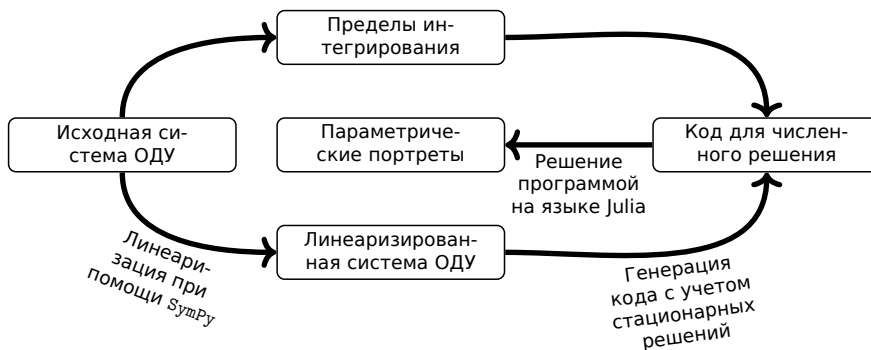 Пределы ин-
тегрирования
Исходная си-
стема ОДУ
Параметриче-
ские портреты
Код для числен-
ного решения
Решение
программой
на языке Julia
Линеаризирован-
ная система ОДУ
Линеари-
зация при
помощи SymPy
Генерация
кода с учетом
стационарных
решений